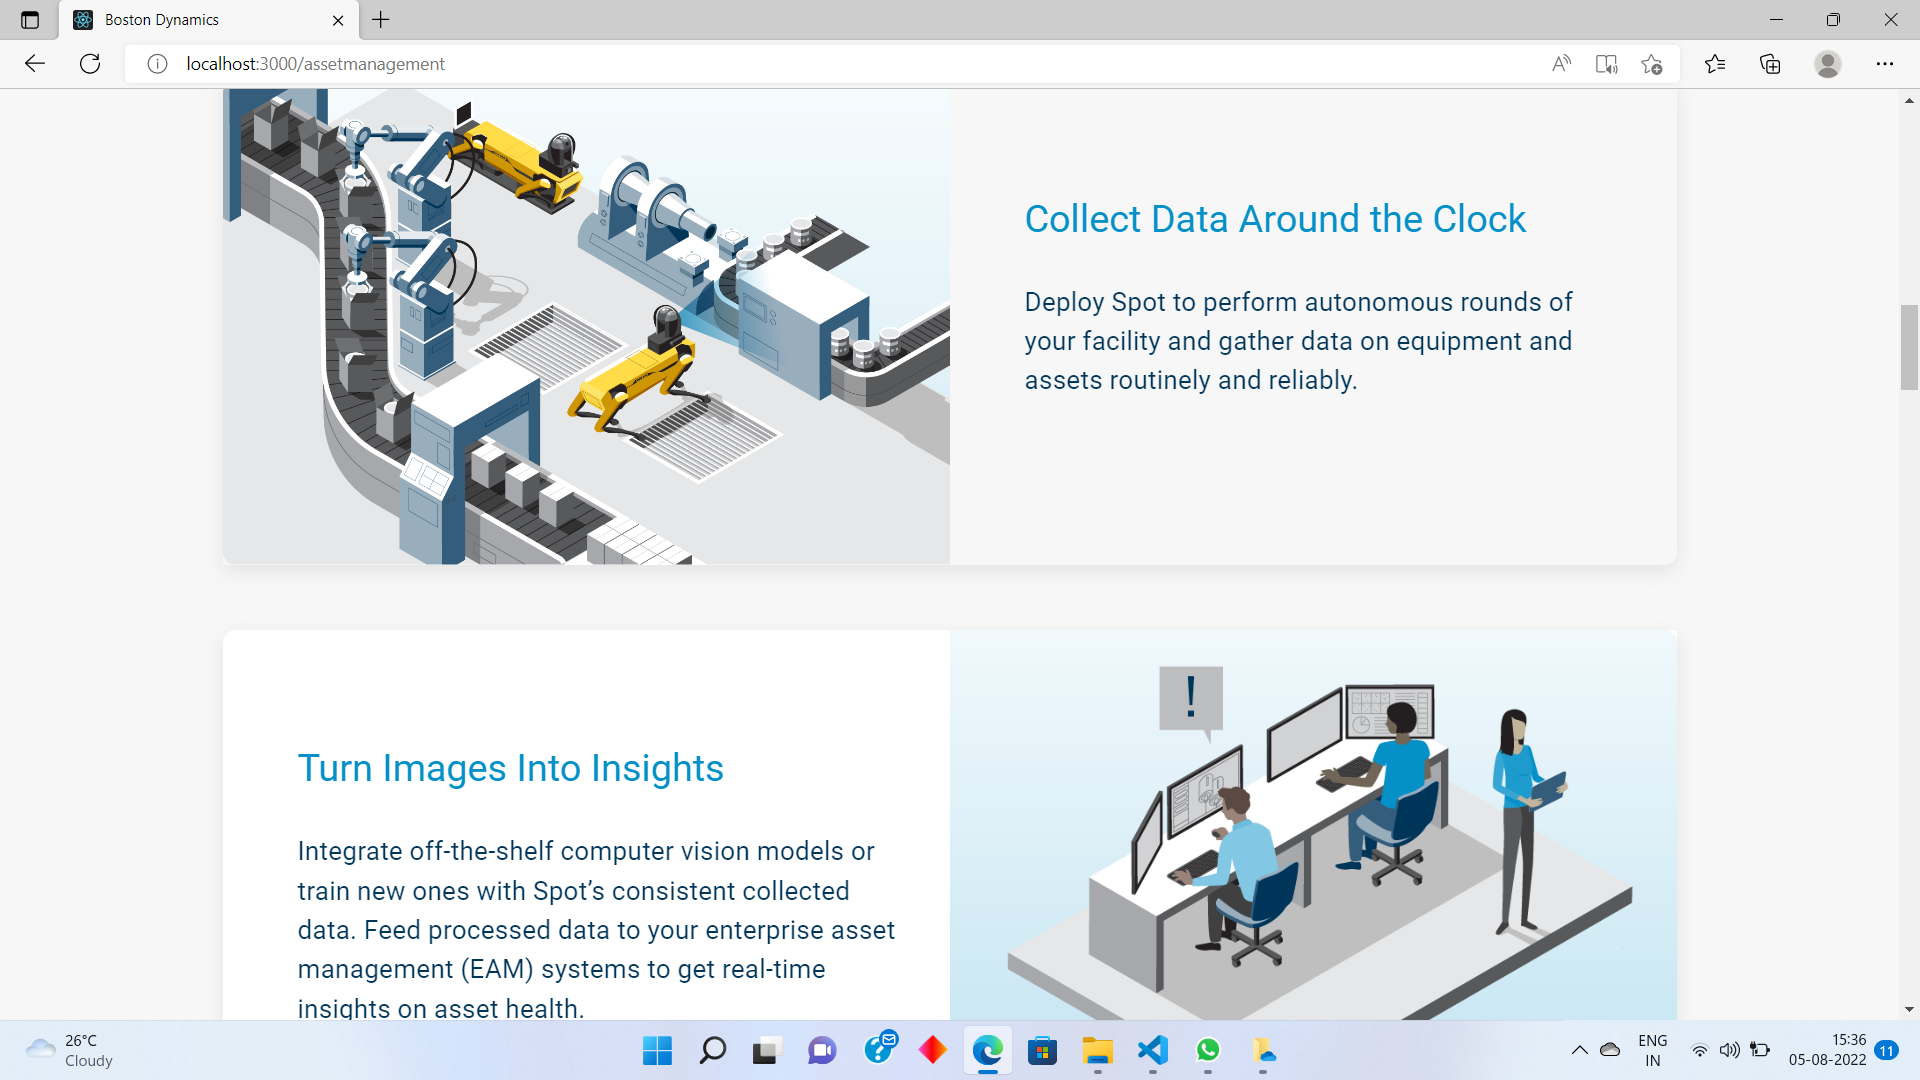 Boston Dynamics
localhost:3000/assetmanagement
Collect Data Around the Clock
Deploy Spot to perform autonomous rounds of
your facility and gather data on equipment and
assets routinely and reliably.
!
Turn Images Into Insights
Integrate off-the-shelf computer vision models or
train new ones with Spot’s consistent collected
data. Feed processed data to your enterprise asset
management (EAM) systems to get real-time
insights on asset health.
26°C
Cloudy
ENG
IN
15:36
05-08-2022
11